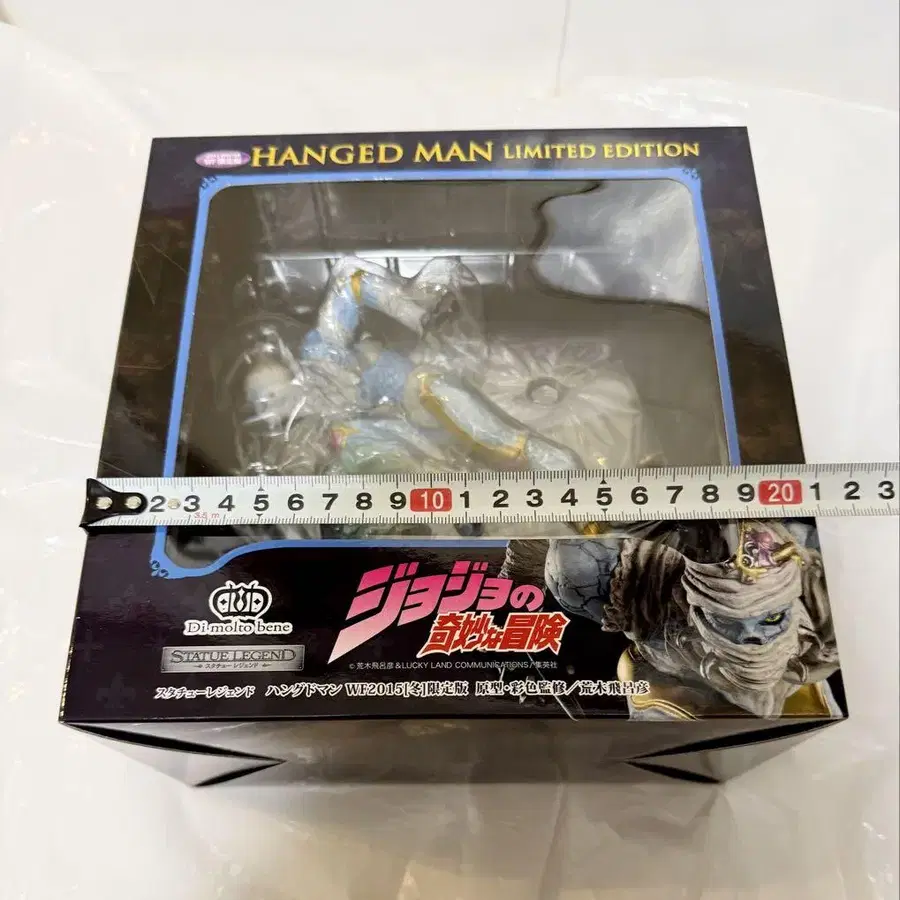 HANGED MAN LIMITED EDITION
2 3 4 5 6 7 8 9 10 1 2 3 4 5 6 7 8 9 20 1 2 3
3.5 m
Di molto bene
STATUE LEGEND
スタチュー レジェンド
ジョジョの
奇妙な冒険
© 荒木飛呂彦&LUCKY LAND COMMUNICATIONS/集英社
スタチューレジェンド ハングドマン WF2015[冬]限定版 原型・彩色監修/荒木飛呂彦